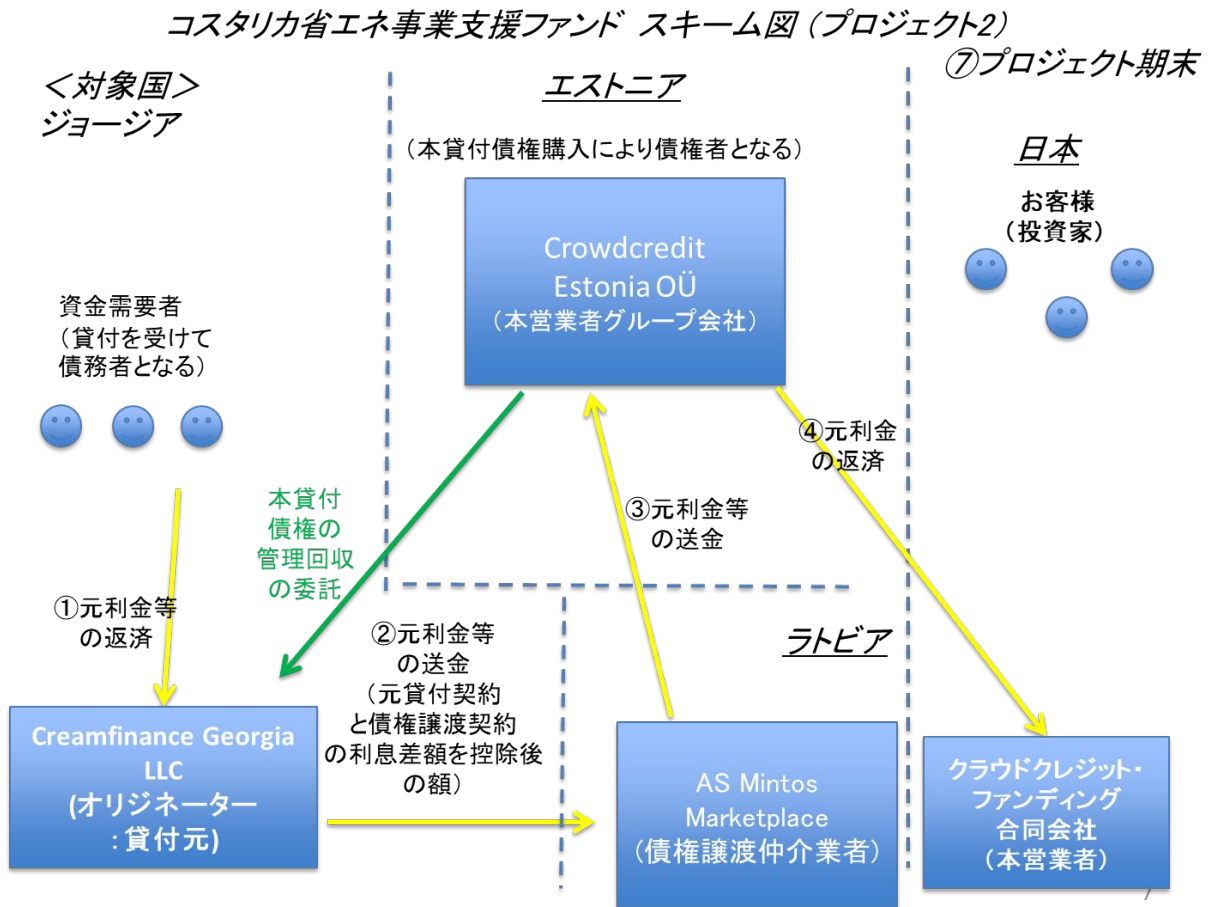 コスタリカ省エネ事業支援ファンド スキーム図 (プロジェクト2)
⑦プロジェクト期末
＜対象国＞
ジョージア
エストニア
（本貸付債権購入により債権者となる）
日本
お客様
（投資家）
Crowdcredit
Estonia OÜ
（本営業者グループ会社）
資金需要者
（貸付を受けて
債務者となる）
④元利金
の返済
本貸付
債権の
管理回収
の委託
③元利金等
の送金
①元利金等
の返済
②元利金等
の送金
（元貸付契約
と債権譲渡契約
の利息差額を控除後
の額）
ラトビア
Creamfinance Georgia
LLC
(オリジネーター
：貸付元)
AS Mintos
Marketplace
（債権譲渡仲介業者）
クラウドクレジット・
ファンディング
合同会社
（本営業者）
7